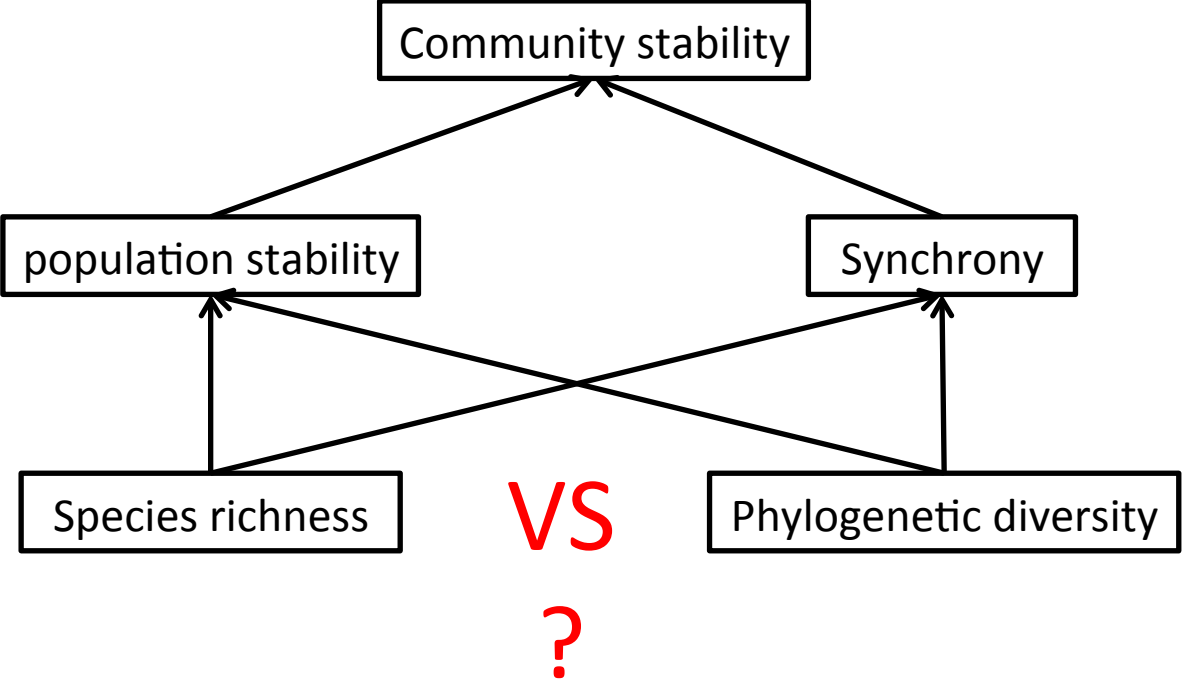 Community stability
population stability
Synchrony
Species richness
VS
Phylogenetic diversity
?